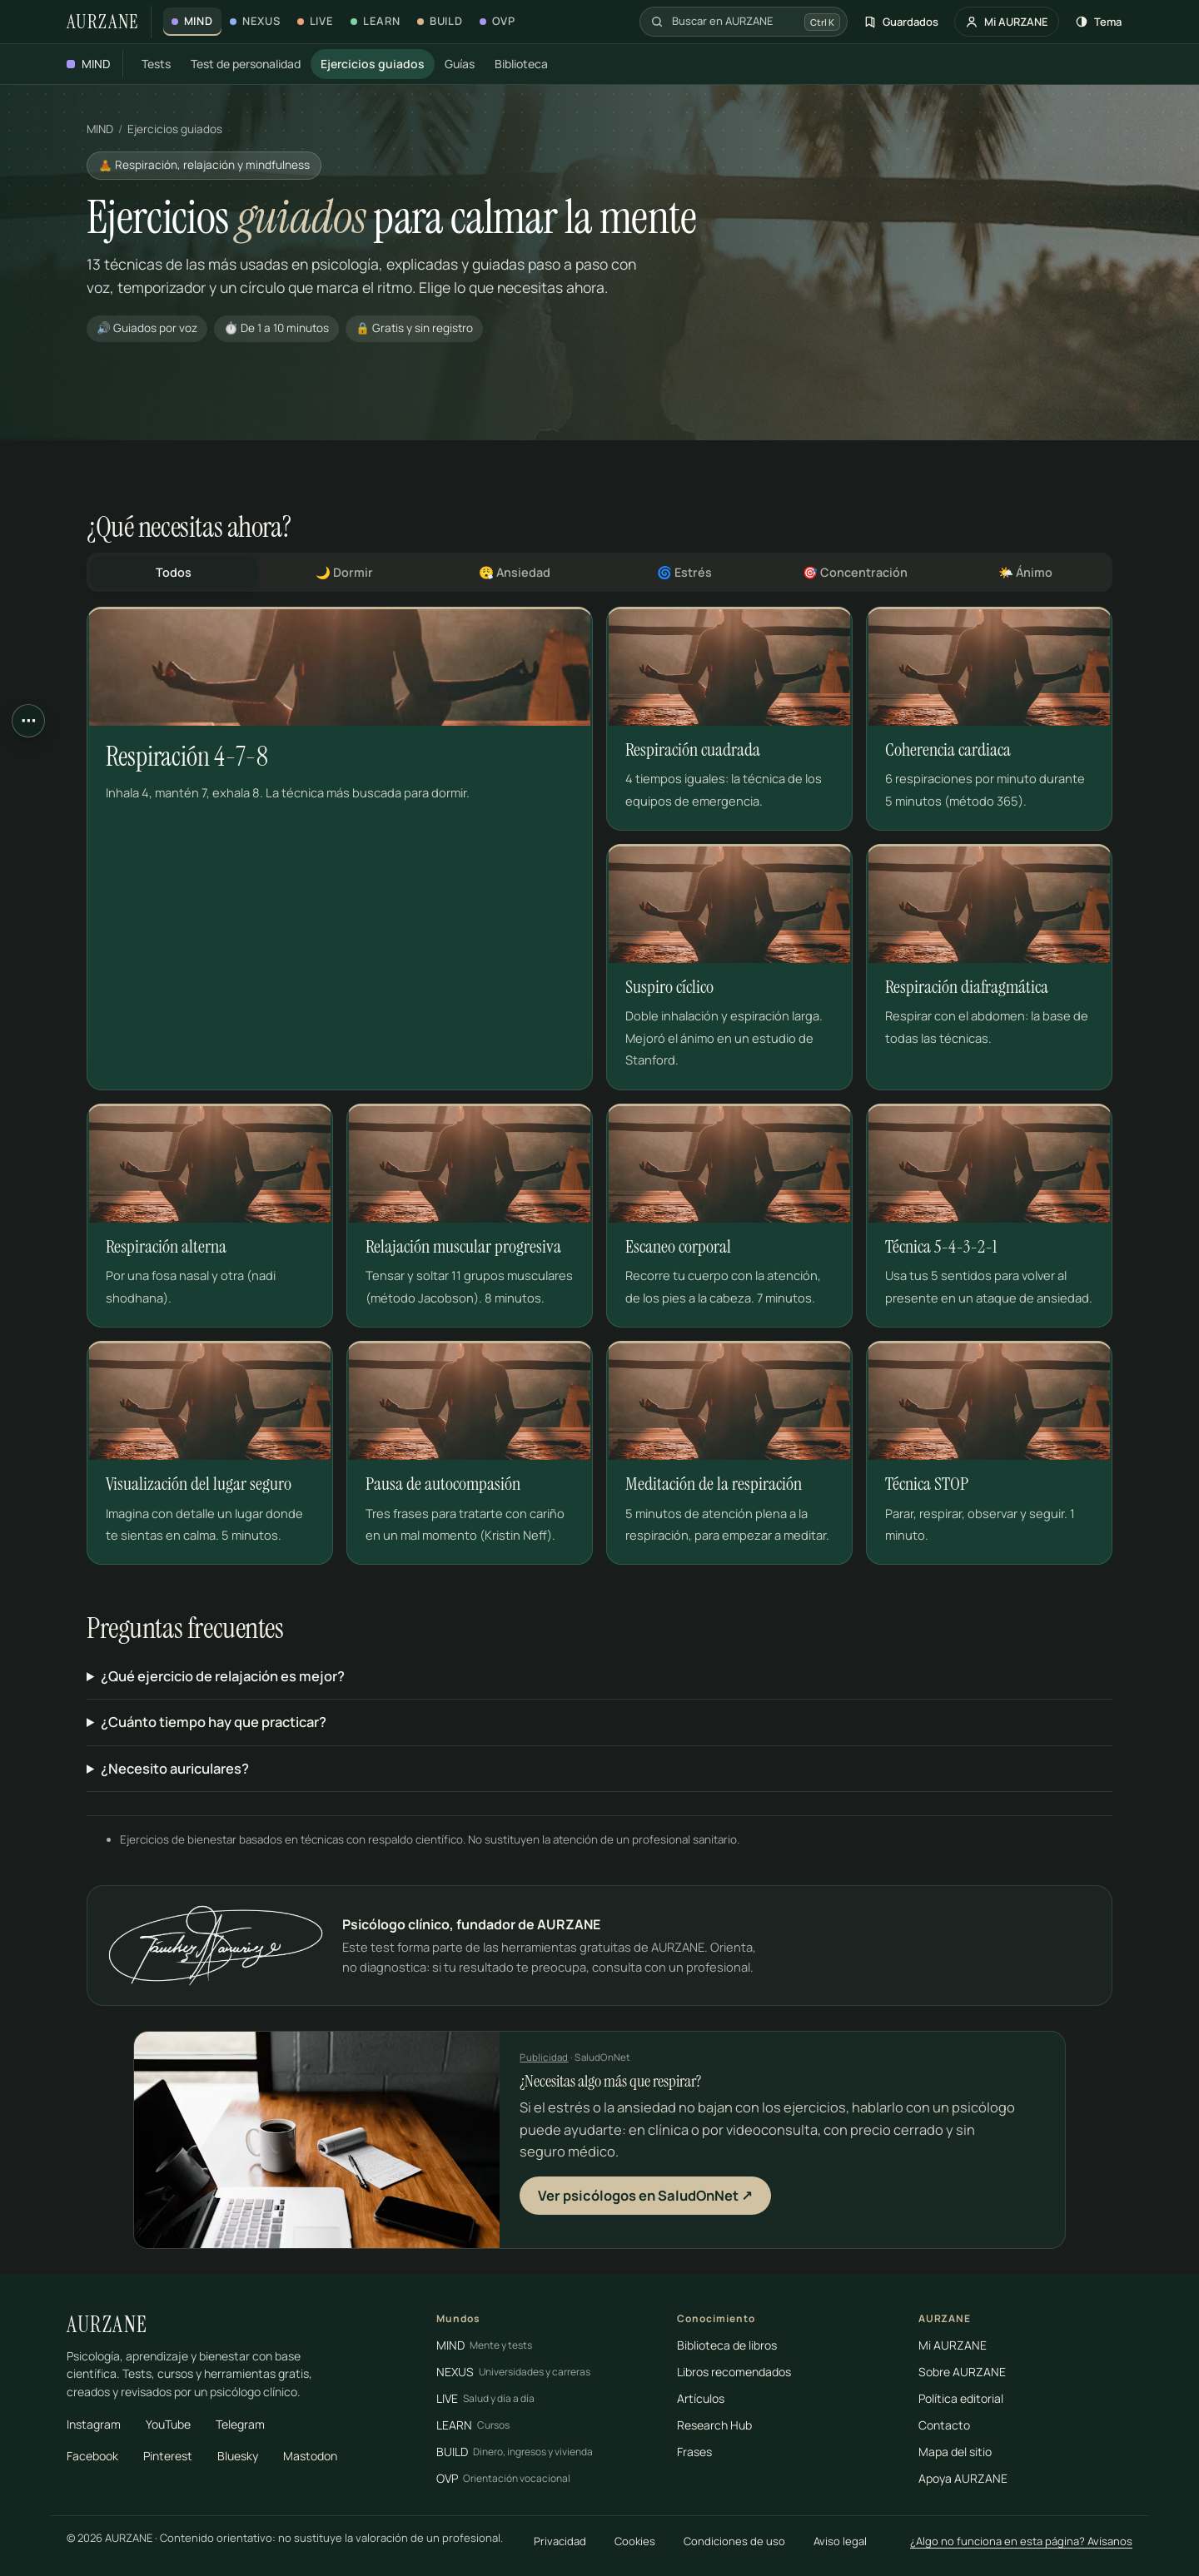 AURZANE
MIND
NEXUS
LIVE
LEARN
BUILD
OVP
Buscar en AURZANE
Ctrl K
Guardados
Mi AURZANE
Tema
MIND
Tests
Test de personalidad
Ejercicios guiados
Guías
Biblioteca
MIND / Ejercicios guiados
Respiración, relajación y mindfulness
Ejercicios guiados para calmar la mente
13 técnicas de las más usadas en psicología, explicadas y guiadas paso a paso con
voz, temporizador y un círculo que marca el ritmo. Elige lo que necesitas ahora.
Guiados por voz
De 1 a 10 minutos
Gratis y sin registro
¿Qué necesitas ahora?
Todos
Dormir
Ansiedad
Estrés
Concentración
Ánimo
Respiración 4-7-8
Inhala 4, mantén 7, exhala 8. La técnica más buscada para dormir.
Respiración cuadrada
4 tiempos iguales: la técnica de los
equipos de emergencia.
Coherencia cardiaca
6 respiraciones por minuto durante
5 minutos (método 365).
Suspiro cíclico
Doble inhalación y espiración larga.
Mejoró el ánimo en un estudio de
Stanford.
Respiración diafragmática
Respirar con el abdomen: la base de
todas las técnicas.
Respiración alterna
Por una fosa nasal y otra (nadi
shodhana).
Relajación muscular progresiva
Tensar y soltar 11 grupos musculares
(método Jacobson). 8 minutos.
Escaneo corporal
Recorre tu cuerpo con la atención,
de los pies a la cabeza. 7 minutos.
Técnica 5-4-3-2-1
Usa tus 5 sentidos para volver al
presente en un ataque de ansiedad.
Visualización del lugar seguro
Imagina con detalle un lugar donde
te sientas en calma. 5 minutos.
Pausa de autocompasión
Tres frases para tratarte con cariño
en un mal momento (Kristin Neff).
Meditación de la respiración
5 minutos de atención plena a la
respiración, para empezar a meditar.
Técnica STOP
Parar, respirar, observar y seguir. 1
minuto.
Preguntas frecuentes
¿Qué ejercicio de relajación es mejor?
¿Cuánto tiempo hay que practicar?
¿Necesito auriculares?
Ejercicios de bienestar basados en técnicas con respaldo científico. No sustituyen la atención de un profesional sanitario.
Psicólogo clínico, fundador de AURZANE
Este test forma parte de las herramientas gratuitas de AURZANE. Orienta,
no diagnostica: si tu resultado te preocupa, consulta con un profesional.
Publicidad · SaludOnNet
¿Necesitas algo más que respirar?
Si el estrés o la ansiedad no bajan con los ejercicios, hablarlo con un psicólogo
puede ayudarte: en clínica o por videoconsulta, con precio cerrado y sin
seguro médico.
Ver psicólogos en SaludOnNet ↗
AURZANE
Psicología, aprendizaje y bienestar con base
científica. Tests, cursos y herramientas gratis,
creados y revisados por un psicólogo clínico.
Instagram
YouTube
Telegram
Facebook
Pinterest
Bluesky
Mastodon
Mundos
MIND Mente y tests
NEXUS Universidades y carreras
LIVE Salud y día a día
LEARN Cursos
BUILD Dinero, ingresos y vivienda
OVP Orientación vocacional
Conocimiento
Biblioteca de libros
Libros recomendados
Artículos
Research Hub
Frases
AURZANE
Mi AURZANE
Sobre AURZANE
Política editorial
Contacto
Mapa del sitio
Apoya AURZANE
© 2026 AURZANE · Contenido orientativo: no sustituye la valoración de un profesional.
Privacidad
Cookies
Condiciones de uso
Aviso legal
¿Algo no funciona en esta página? Avísanos